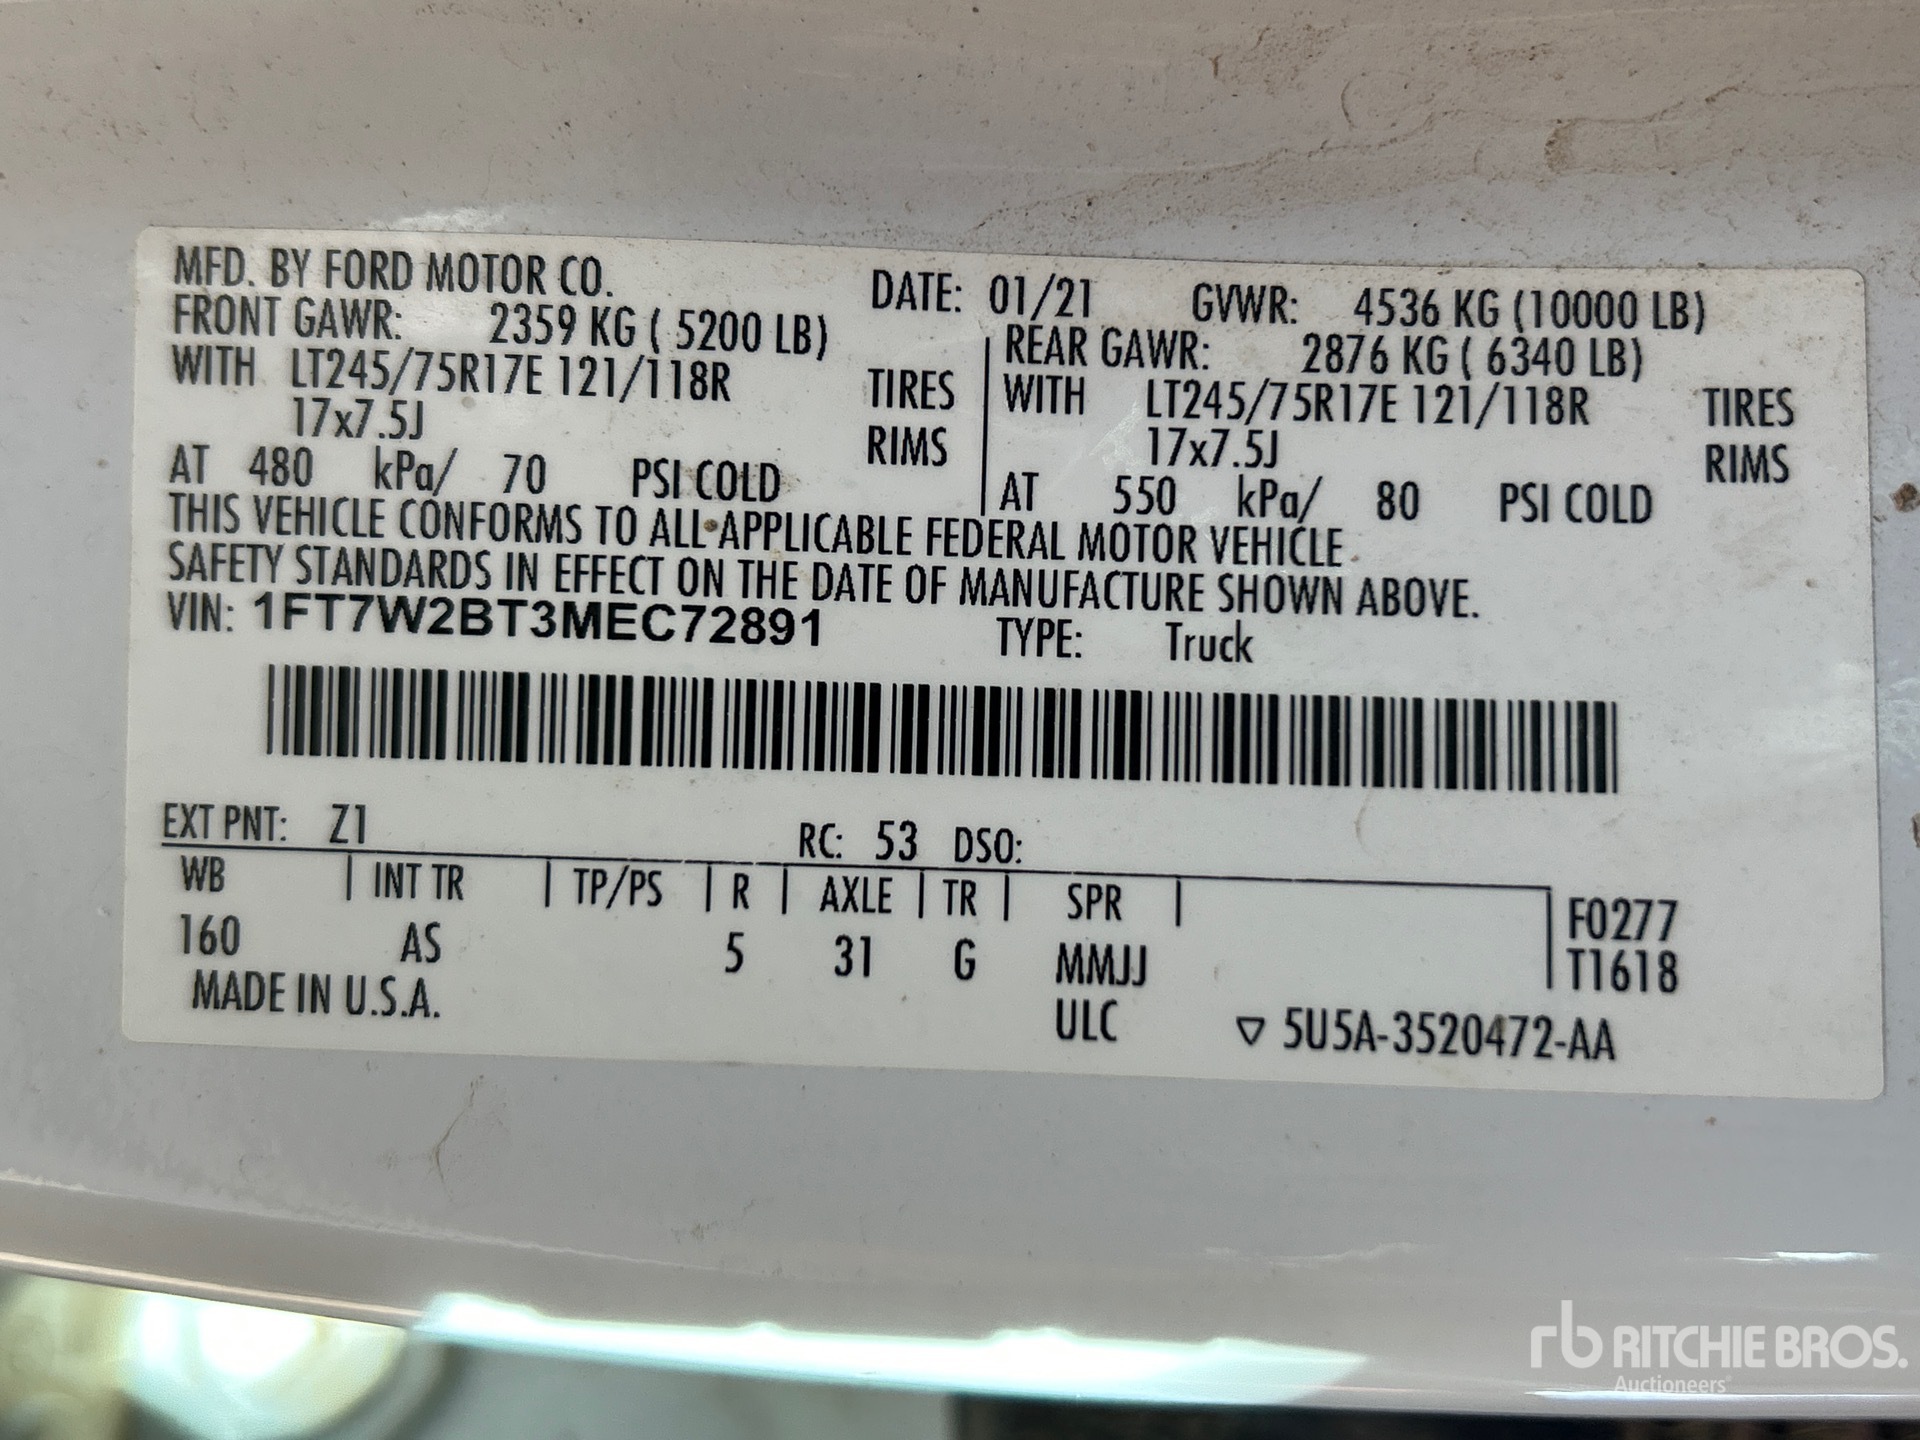 MFD. BY FORD MOTOR CO. DATE: 01/21 GVWR: 4536 KG (10000 LB)
FRONT GAWR: 2359 KG ( 5200 LB)
WITH LT245/75R17E 121/118R TIRES
17x7.5J RIMS
AT 480 kPa/ 70 PSI COLD
REAR GAWR: 2876 KG ( 6340 LB)
WITH LT245/75R17E 121/118R TIRES
17x7.5J RIMS
AT 550 kPa/ 80 PSI COLD
THIS VEHICLE CONFORMS TO ALL APPLICABLE FEDERAL MOTOR VEHICLE
SAFETY STANDARDS IN EFFECT ON THE DATE OF MANUFACTURE SHOWN ABOVE.
VIN: 1FT7W2BT3MEC72891 TYPE: Truck
EXT PNT: Z1 RC: 53 DSO:
WB | INT TR | TP/PS | R | AXLE | TR | SPR |
160 AS 5 31 G MMJJ
F0277
T1618
MADE IN U.S.A. ULC ▽ 5U5A-3520472-AA
rb RITCHIE BROS.
Auctioneers